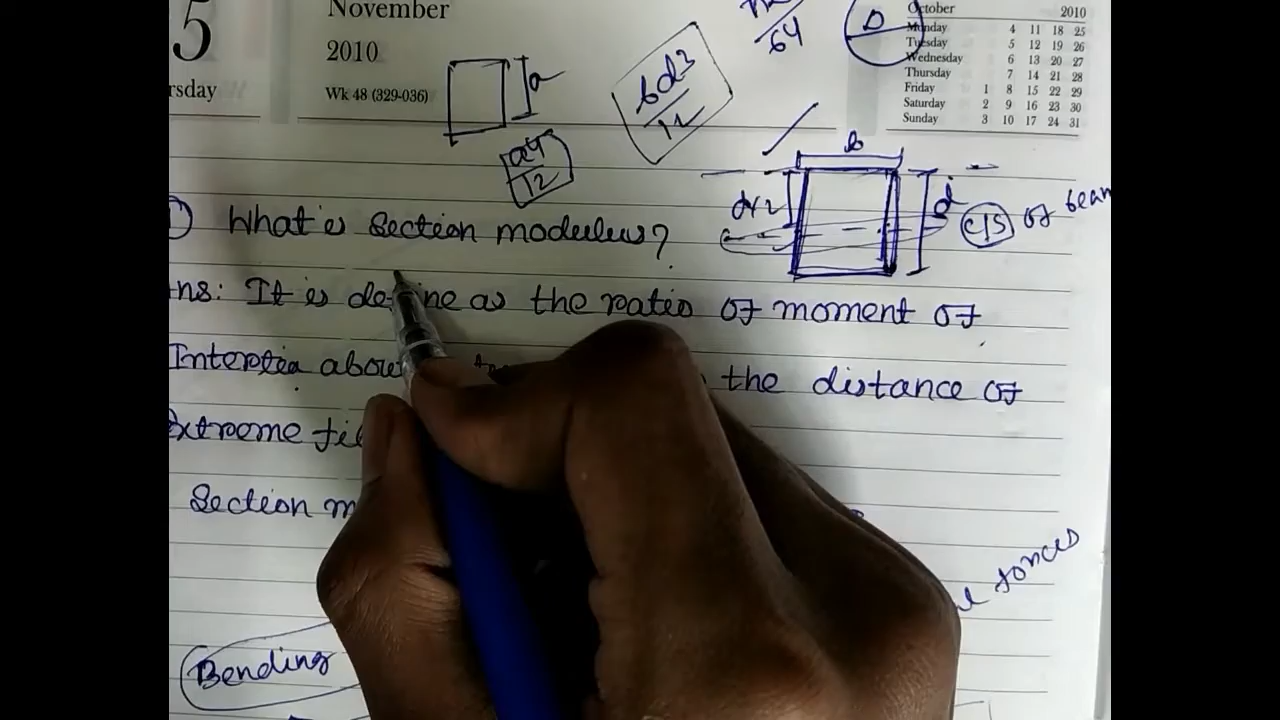 5
November
2010
rsday
Wk 48 (329-036)
October 2010
Monday 4 11 18 25
Tuesday 5 12 19 26
Wednesday 6 13 20 27
Thursday 7 14 21 28
Friday 1 8 15 22 29
Saturday 2 9 16 23 30
Sunday 3 10 17 24 31
64
D
a
bd3
12
a4
12
b
d/2
d
c/s of beam
What is Section modulus?
ns: It is define as the ratio of moment of
Intertia the distance of
Extreme
Section
forces
Bending